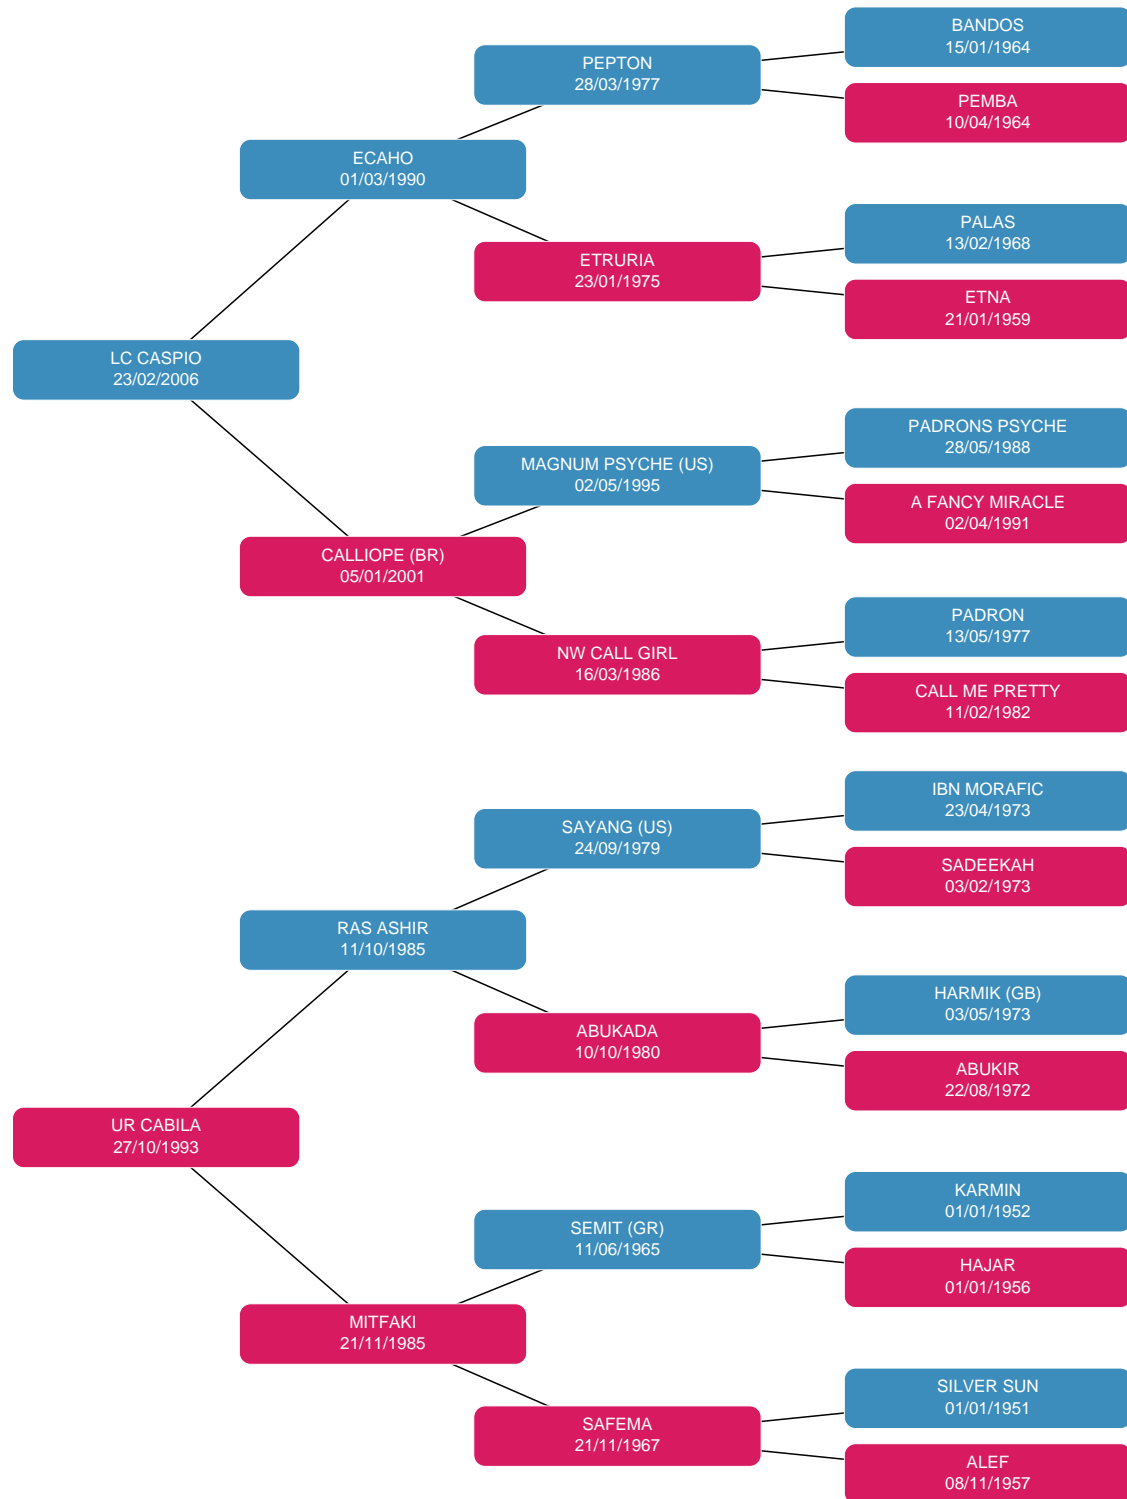 BANDOS
15/01/1964
PEPTON
28/03/1977
PEMBA
10/04/1964
ECAHO
01/03/1990
PALAS
13/02/1968
ETRURIA
23/01/1975
ETNA
21/01/1959
LC CASPIO
23/02/2006
PADRONS PSYCHE
28/05/1988
MAGNUM PSYCHE (US)
02/05/1995
A FANCY MIRACLE
02/04/1991
CALLIOPE (BR)
05/01/2001
PADRON
13/05/1977
NW CALL GIRL
16/03/1986
CALL ME PRETTY
11/02/1982
IBN MORAFIC
23/04/1973
SAYANG (US)
24/09/1979
SADEEKAH
03/02/1973
RAS ASHIR
11/10/1985
HARMIK (GB)
03/05/1973
ABUKADA
10/10/1980
ABUKIR
22/08/1972
UR CABILA
27/10/1993
KARMIN
01/01/1952
SEMIT (GR)
11/06/1965
HAJAR
01/01/1956
MITFAKI
21/11/1985
SILVER SUN
01/01/1951
SAFEMA
21/11/1967
ALEF
08/11/1957